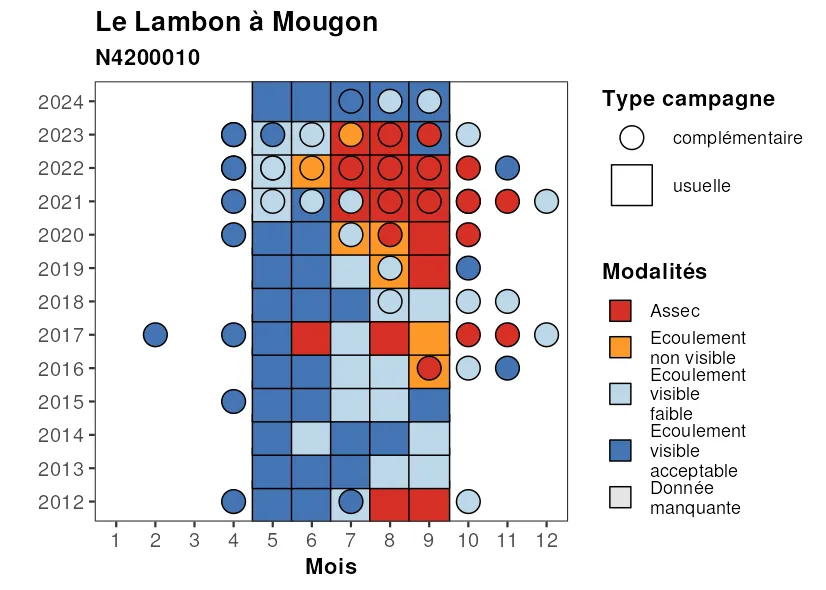 Le Lambon à Mougon
N4200010
2024
2023
2022
2021
2020
2019
2018
2017
2016
2015
2014
2013
2012
1 2 3 4 5 6 7 8 9 10 11 12
Mois
Type campagne
complémentaire
usuelle
Modalités
Assec
Ecoulement
non visible
Ecoulement
visible
faible
Ecoulement
visible
acceptable
Donnée
manquante